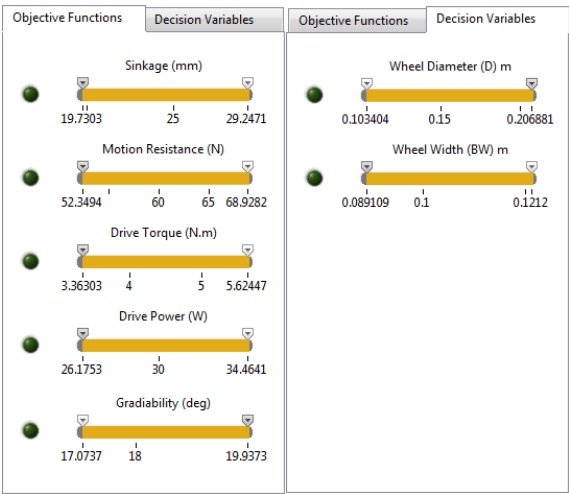 Objective Functions
Decision Variables
Sinkage (mm)
19.7303 25 29.2471
Motion Resistance (N)
52.3494 60 65 68.9282
Drive Torque (N.m)
3.36303 4 5 5.62447
Drive Power (W)
26.1753 30 34.4641
Gradiability (deg)
17.0737 18 19.9373
Objective Functions
Decision Variables
Wheel Diameter (D) m
0.103404 0.15 0.206881
Wheel Width (BW) m
0.089109 0.1 0.1212